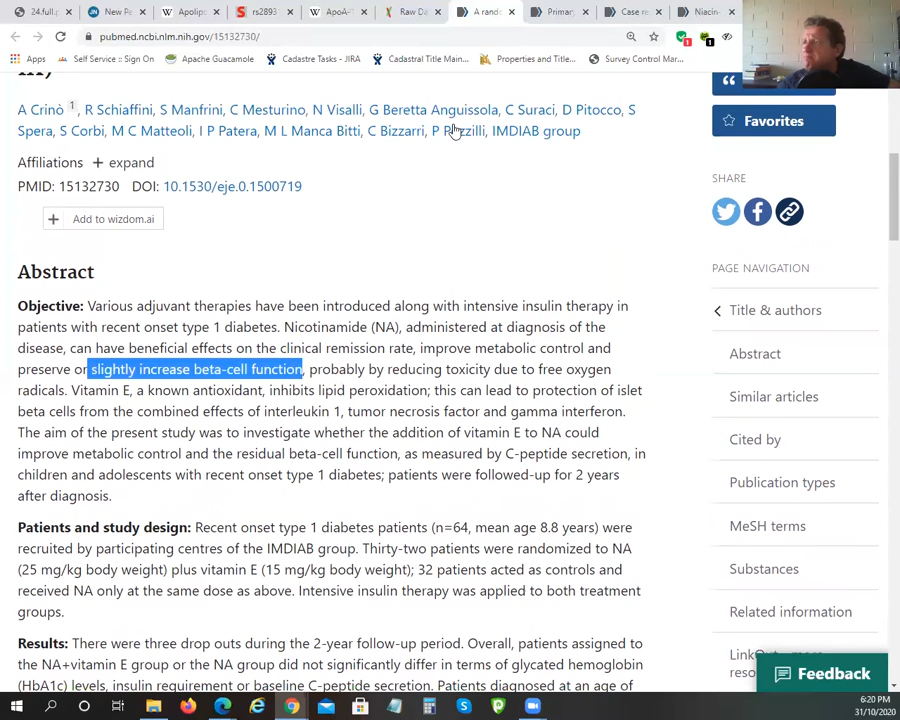 24.full.p
New Pe
Apolip
rs2893
ApoA-1
Raw Da
A rand
Primar
Case re
Niacin-
pubmed.ncbi.nlm.nih.gov/15132730/
Apps
Self Service :: Sign On
Apache Guacamole
Cadastre Tasks - JIRA
Cadastral Title Main...
Properties and Title...
Survey Control Mar...
A Crinò 1, R Schiaffini, S Manfrini, C Mesturino, N Visalli, G Beretta Anguissola, C Suraci, D Pitocco, S
Spera, S Corbi, M C Matteoli, I P Patera, M L Manca Bitti, C Bizzarri, P Pozzilli, IMDIAB group
Affiliations + expand
PMID: 15132730 DOI: 10.1530/eje.0.1500719
+ Add to wizdom.ai
Abstract
Objective: Various adjuvant therapies have been introduced along with intensive insulin therapy in
patients with recent onset type 1 diabetes. Nicotinamide (NA), administered at diagnosis of the
disease, can have beneficial effects on the clinical remission rate, improve metabolic control and
preserve or slightly increase beta-cell function, probably by reducing toxicity due to free oxygen
radicals. Vitamin E, a known antioxidant, inhibits lipid peroxidation; this can lead to protection of islet
beta cells from the combined effects of interleukin 1, tumor necrosis factor and gamma interferon.
The aim of the present study was to investigate whether the addition of vitamin E to NA could
improve metabolic control and the residual beta-cell function, as measured by C-peptide secretion, in
children and adolescents with recent onset type 1 diabetes; patients were followed-up for 2 years
after diagnosis.
Patients and study design: Recent onset type 1 diabetes patients (n=64, mean age 8.8 years) were
recruited by participating centres of the IMDIAB group. Thirty-two patients were randomized to NA
(25 mg/kg body weight) plus vitamin E (15 mg/kg body weight); 32 patients acted as controls and
received NA only at the same dose as above. Intensive insulin therapy was applied to both treatment
groups.
Results: There were three drop outs during the 2-year follow-up period. Overall, patients assigned to
the NA+vitamin E group or the NA group did not significantly differ in terms of glycated hemoglobin
(HbA1c) levels, insulin requirement or baseline C-peptide secretion. Patients diagnosed at an age of
Favorites
SHARE
PAGE NAVIGATION
Title & authors
Abstract
Similar articles
Cited by
Publication types
MeSH terms
Substances
Related information
Feedback
6:20 PM
31/10/2020